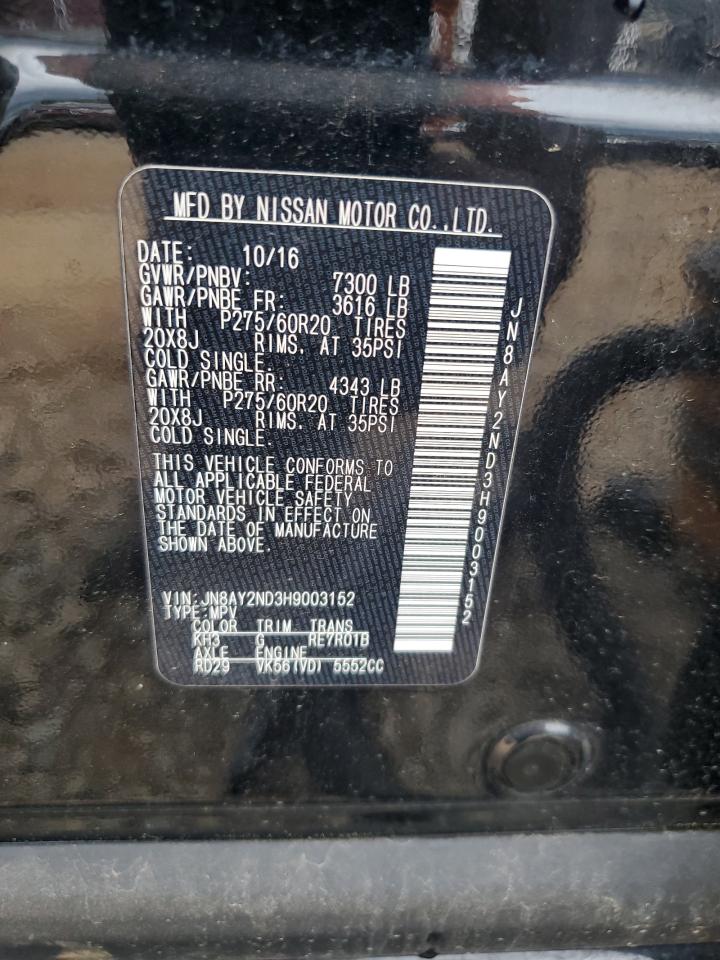 MFD BY NISSAN MOTOR CO.,LTD.
DATE: 10/16
GVWR/PNBV: 7300 LB
GAWR/PNBE FR: 3616 LB
WITH P275/60R20 TIRES
20X8J RIMS. AT 35PSI
COLD SINGLE.
GAWR/PNBE RR: 4343 LB
WITH P275/60R20 TIRES
20X8J RIMS. AT 35PSI
COLD SINGLE.
THIS VEHICLE CONFORMS TO
ALL APPLICABLE FEDERAL
MOTOR VEHICLE SAFETY
STANDARDS IN EFFECT ON
THE DATE OF MANUFACTURE
SHOWN ABOVE.
VIN:JN8AY2ND3H9003152
TYPE:MPV
COLOR TRIM TRANS
KH3 G RE7R01B
AXLE ENGINE
RD29 VK56(VD) 5552CC
JN8AY2ND3H9003152